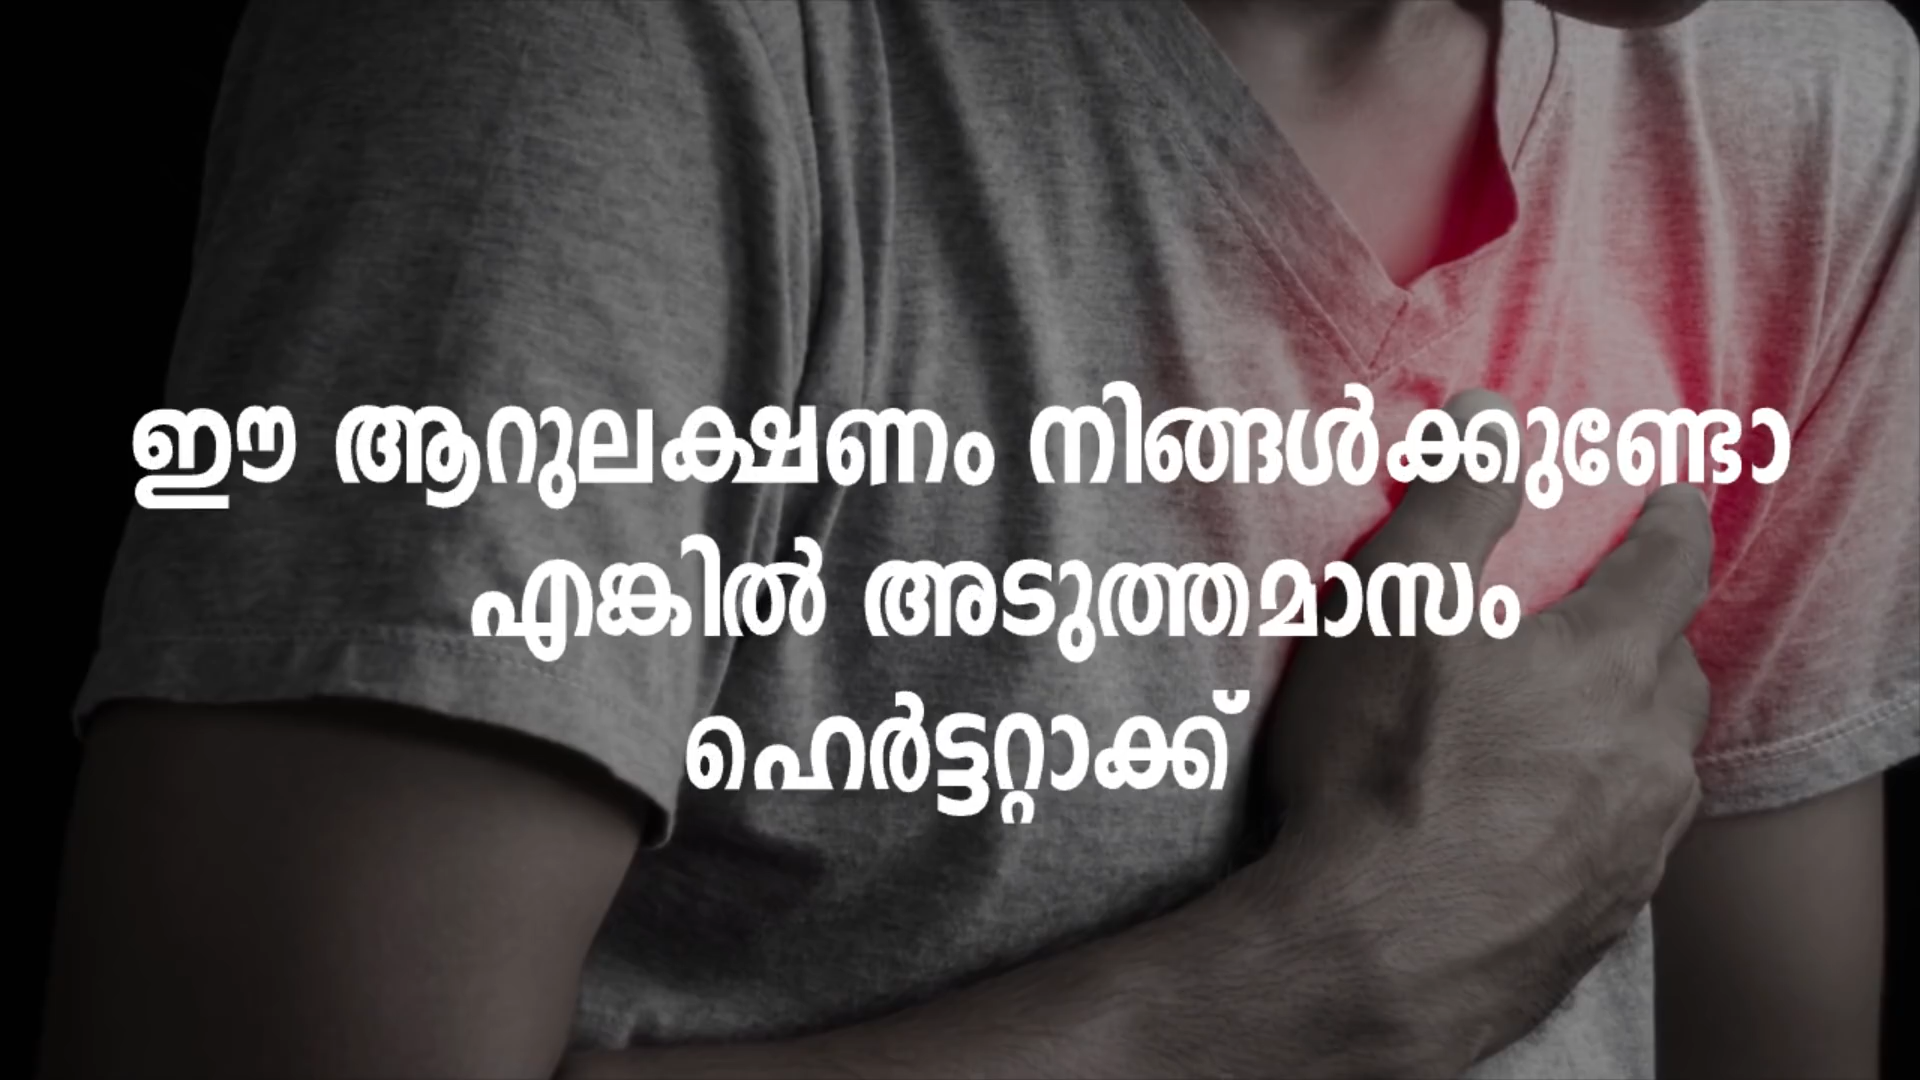 ഈ ആറുലക്ഷണം നിങ്ങൾക്കുണ്ടോ
എങ്കിൽ അടുത്തമാസം
ഹെർട്ടറ്റാക്ക്